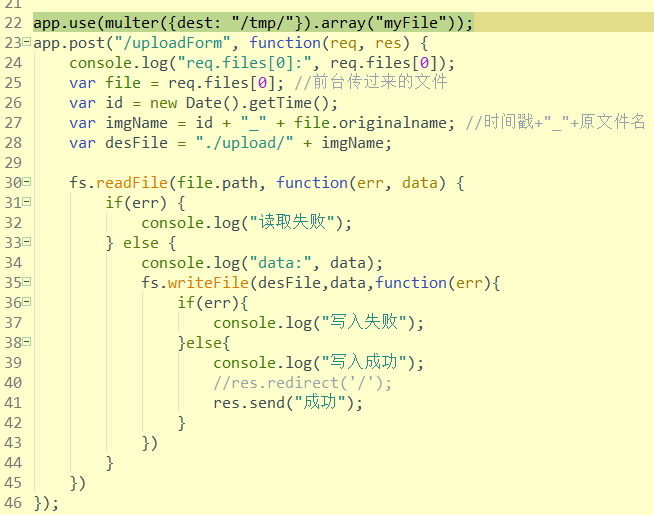 21
22 app.use(multer({dest: "/tmp/"}).array("myFile"));
23 app.post("/uploadForm", function(req, res) {
24     console.log("req.files[0]:", req.files[0]);
25     var file = req.files[0]; //前台传过来的文件
26     var id = new Date().getTime();
27     var imgName = id + "_" + file.originalname; //时间戳+"_"+原文件名
28     var desFile = "./upload/" + imgName;
29
30     fs.readFile(file.path, function(err, data) {
31         if(err) {
32             console.log("读取失败");
33         } else {
34             console.log("data:", data);
35             fs.writeFile(desFile,data,function(err){
36                 if(err){
37                     console.log("写入失败");
38                 }else{
39                     console.log("写入成功");
40                     //res.redirect('/');
41                     res.send("成功");
42                 }
43             })
44         }
45     })
46 });